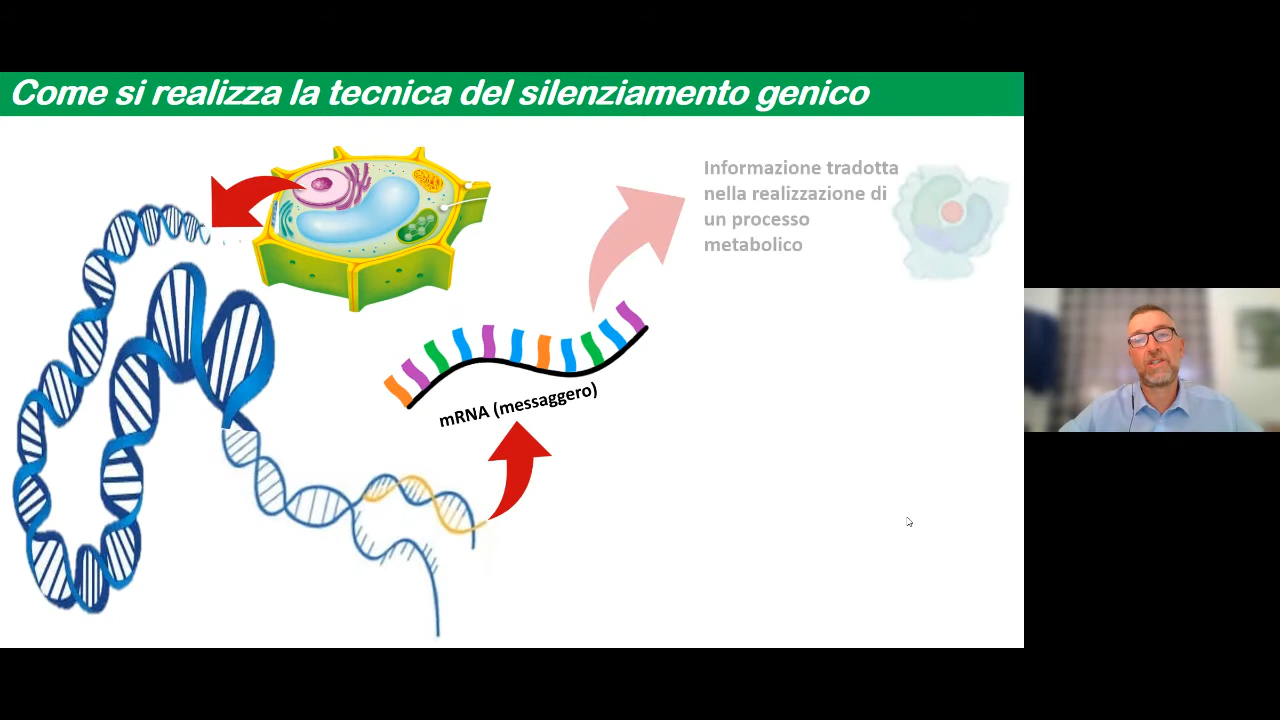 Come si realizza la tecnica del silenziamento genico
Informazione tradotta
nella realizzazione di
un processo
metabolico
mRNA (messaggero)